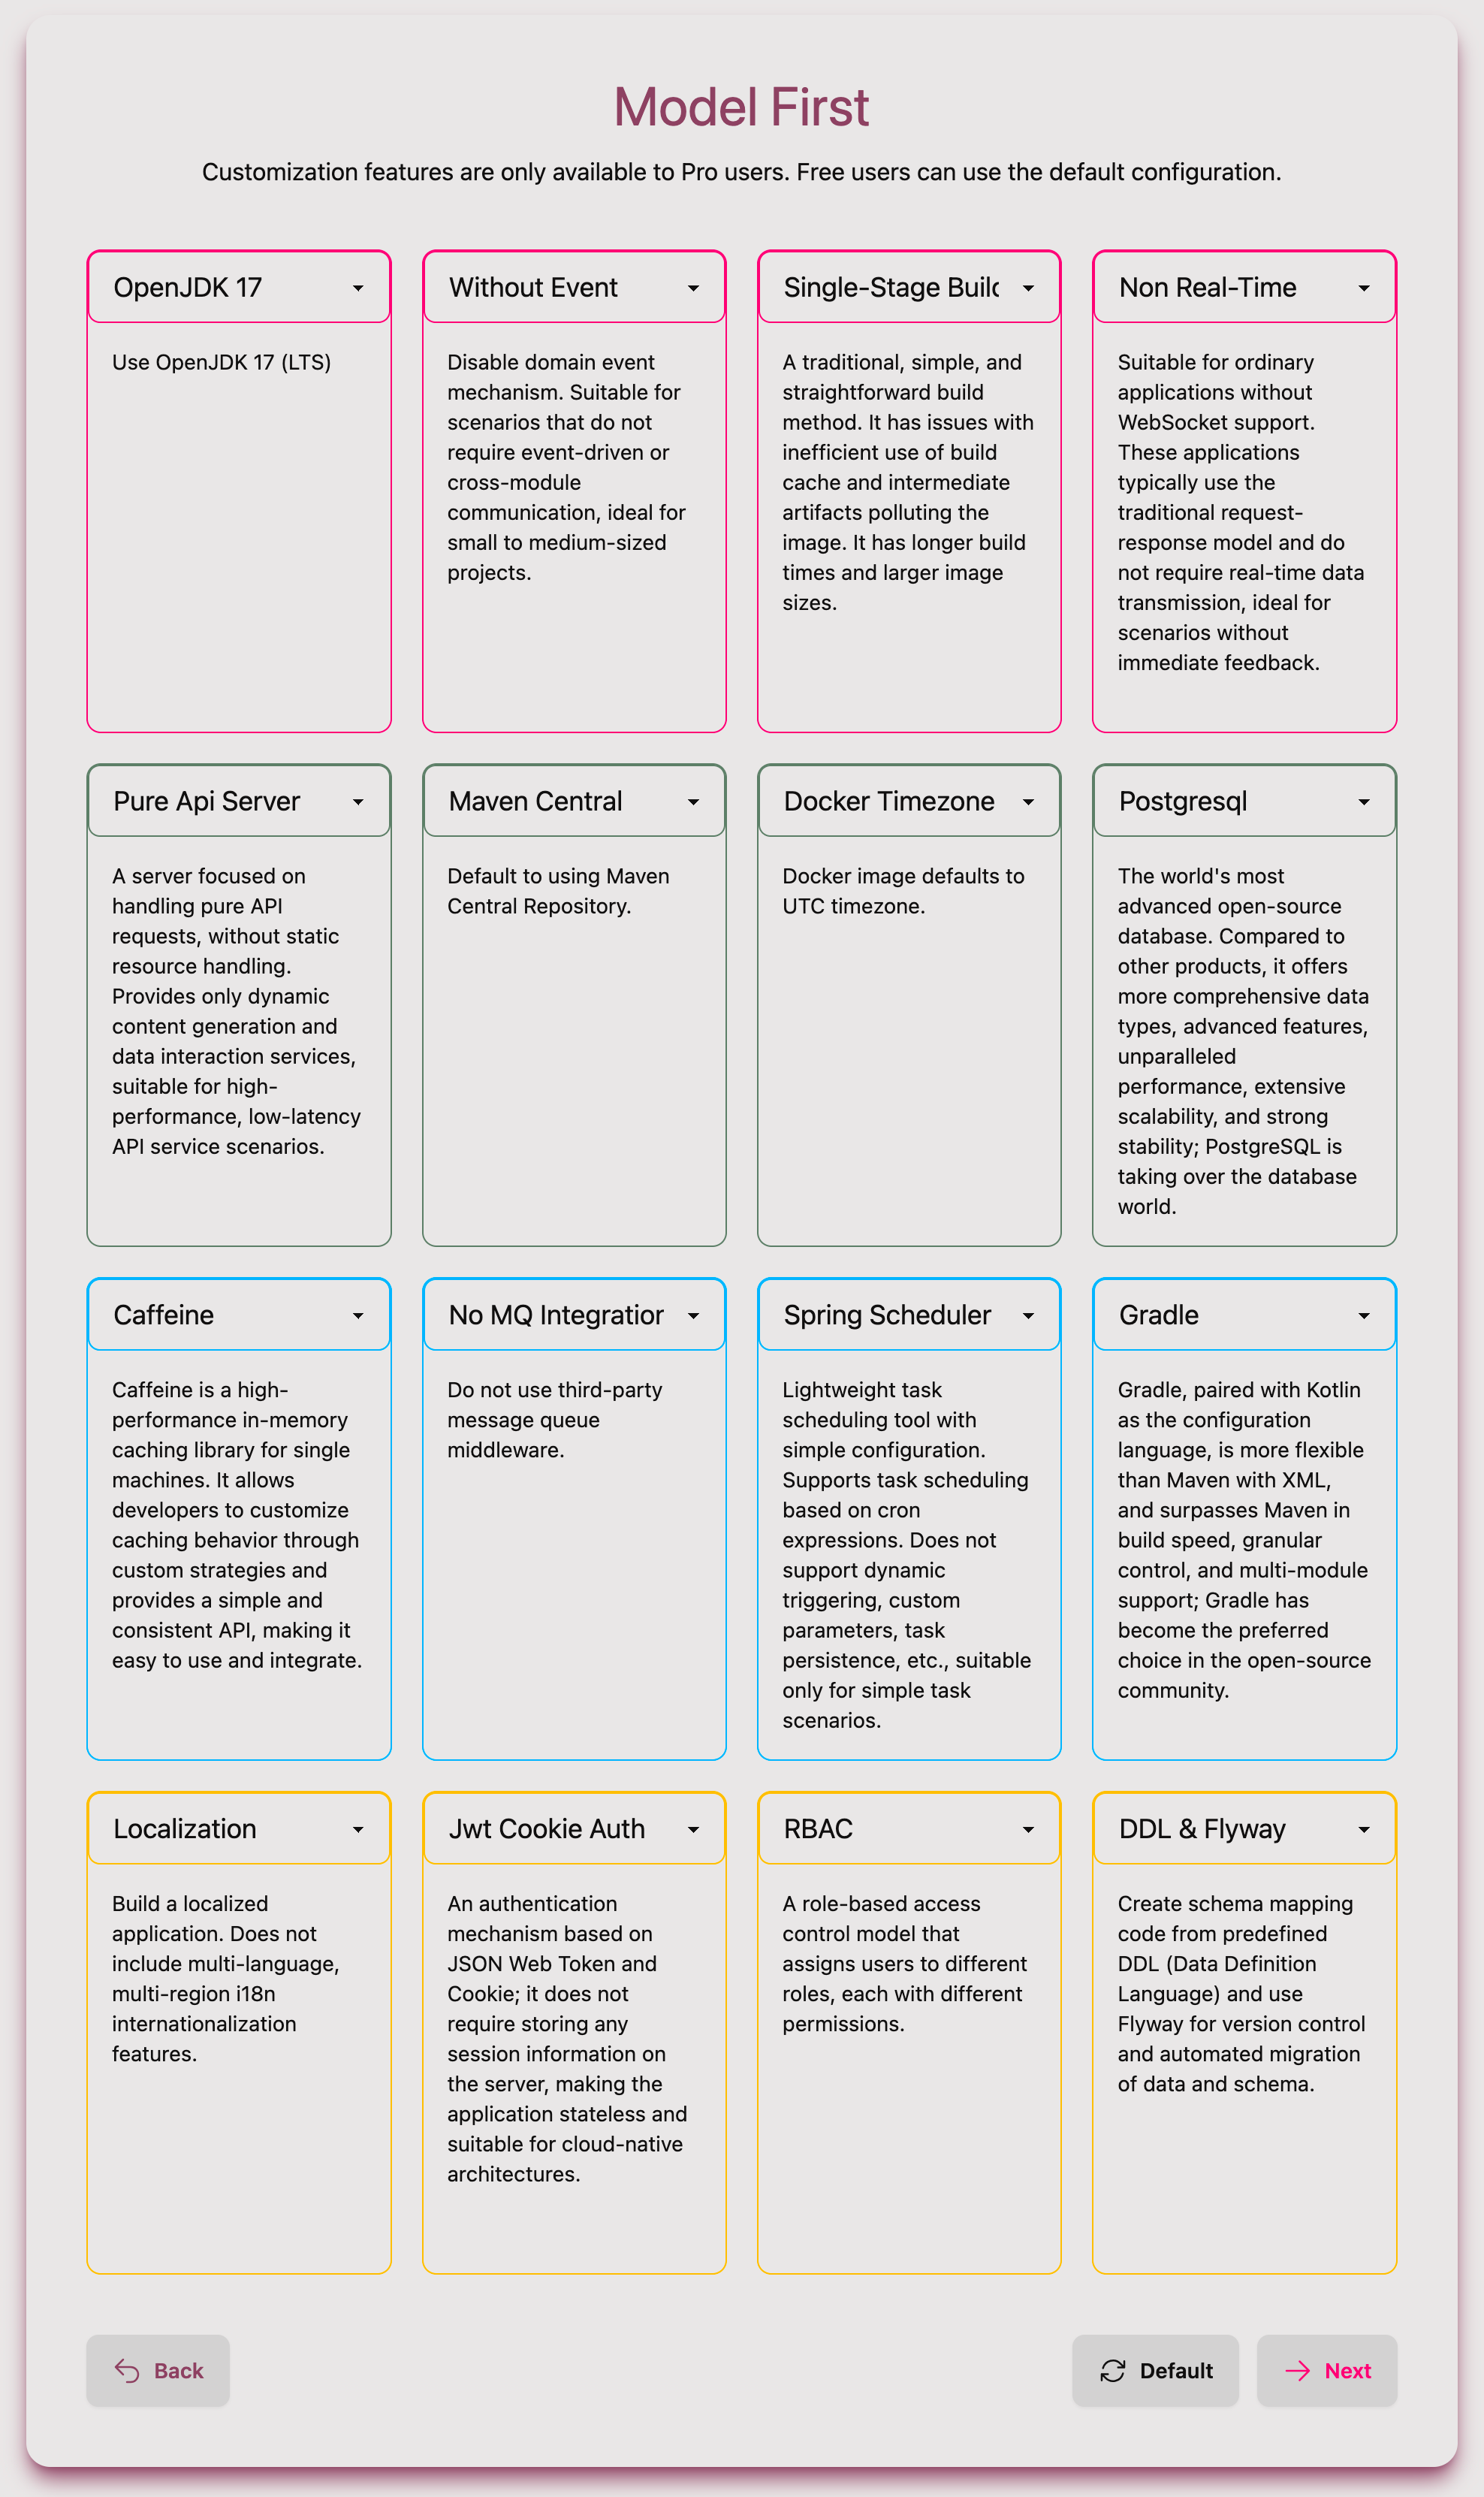 Model First
Customization features are only available to Pro users. Free users can use the default configuration.
OpenJDK 17
Use OpenJDK 17 (LTS)
Without Event
Disable domain event
mechanism. Suitable for
scenarios that do not
require event-driven or
cross-module
communication, ideal for
small to medium-sized
projects.
Single-Stage Build
A traditional, simple, and
straightforward build
method. It has issues with
inefficient use of build
cache and intermediate
artifacts polluting the
image. It has longer build
times and larger image
sizes.
Non Real-Time
Suitable for ordinary
applications without
WebSocket support.
These applications
typically use the
traditional request-
response model and do
not require real-time data
transmission, ideal for
scenarios without
immediate feedback.
Pure Api Server
A server focused on
handling pure API
requests, without static
resource handling.
Provides only dynamic
content generation and
data interaction services,
suitable for high-
performance, low-latency
API service scenarios.
Maven Central
Default to using Maven
Central Repository.
Docker Timezone
Docker image defaults to
UTC timezone.
Postgresql
The world's most
advanced open-source
database. Compared to
other products, it offers
more comprehensive data
types, advanced features,
unparalleled
performance, extensive
scalability, and strong
stability; PostgreSQL is
taking over the database
world.
Caffeine
Caffeine is a high-
performance in-memory
caching library for single
machines. It allows
developers to customize
caching behavior through
custom strategies and
provides a simple and
consistent API, making it
easy to use and integrate.
No MQ Integration
Do not use third-party
message queue
middleware.
Spring Scheduler
Lightweight task
scheduling tool with
simple configuration.
Supports task scheduling
based on cron
expressions. Does not
support dynamic
triggering, custom
parameters, task
persistence, etc., suitable
only for simple task
scenarios.
Gradle
Gradle, paired with Kotlin
as the configuration
language, is more flexible
than Maven with XML,
and surpasses Maven in
build speed, granular
control, and multi-module
support; Gradle has
become the preferred
choice in the open-source
community.
Localization
Build a localized
application. Does not
include multi-language,
multi-region i18n
internationalization
features.
Jwt Cookie Auth
An authentication
mechanism based on
JSON Web Token and
Cookie; it does not
require storing any
session information on
the server, making the
application stateless and
suitable for cloud-native
architectures.
RBAC
A role-based access
control model that
assigns users to different
roles, each with different
permissions.
DDL & Flyway
Create schema mapping
code from predefined
DDL (Data Definition
Language) and use
Flyway for version control
and automated migration
of data and schema.
Back
Default
Next